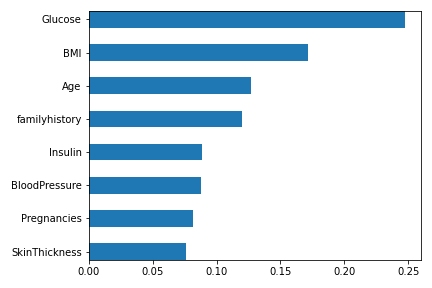 Glucose
BMI
Age
familyhistory
Insulin
BloodPressure
Pregnancies
SkinThickness
0.00 0.05 0.10 0.15 0.20 0.25